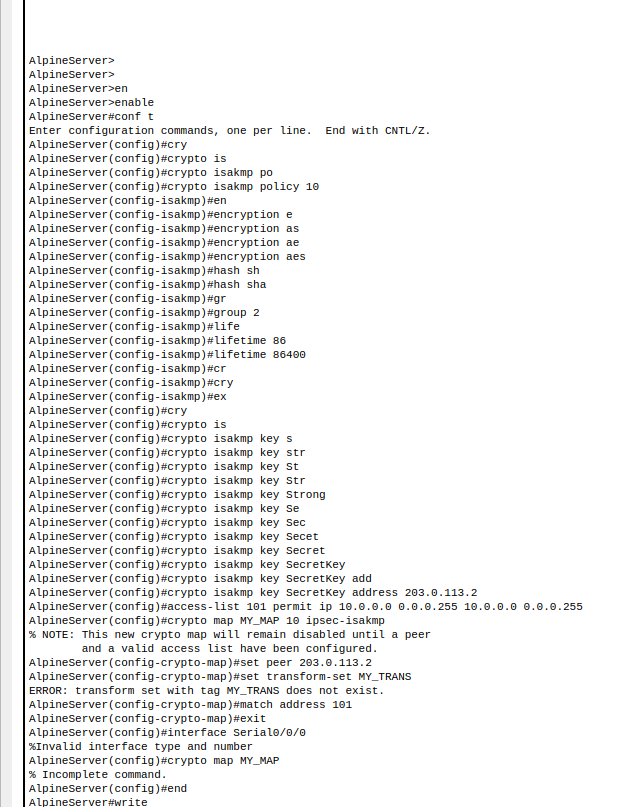 AlpineServer>
AlpineServer>
AlpineServer>en
AlpineServer>enable
AlpineServer#conf t
Enter configuration commands, one per line.  End with CNTL/Z.
AlpineServer(config)#cry
AlpineServer(config)#crypto is
AlpineServer(config)#crypto isakmp po
AlpineServer(config)#crypto isakmp policy 10
AlpineServer(config-isakmp)#en
AlpineServer(config-isakmp)#encryption e
AlpineServer(config-isakmp)#encryption as
AlpineServer(config-isakmp)#encryption ae
AlpineServer(config-isakmp)#encryption aes
AlpineServer(config-isakmp)#hash sh
AlpineServer(config-isakmp)#hash sha
AlpineServer(config-isakmp)#gr
AlpineServer(config-isakmp)#group 2
AlpineServer(config-isakmp)#life
AlpineServer(config-isakmp)#lifetime 86
AlpineServer(config-isakmp)#lifetime 86400
AlpineServer(config-isakmp)#cr
AlpineServer(config-isakmp)#cry
AlpineServer(config-isakmp)#ex
AlpineServer(config)#cry
AlpineServer(config)#crypto is
AlpineServer(config)#crypto isakmp key s
AlpineServer(config)#crypto isakmp key str
AlpineServer(config)#crypto isakmp key St
AlpineServer(config)#crypto isakmp key Str
AlpineServer(config)#crypto isakmp key Strong
AlpineServer(config)#crypto isakmp key Se
AlpineServer(config)#crypto isakmp key Sec
AlpineServer(config)#crypto isakmp key Secet
AlpineServer(config)#crypto isakmp key Secret
AlpineServer(config)#crypto isakmp key SecretKey
AlpineServer(config)#crypto isakmp key SecretKey add
AlpineServer(config)#crypto isakmp key SecretKey address 203.0.113.2
AlpineServer(config)#access-list 101 permit ip 10.0.0.0 0.0.0.255 10.0.0.0 0.0.0.255
AlpineServer(config)#crypto map MY_MAP 10 ipsec-isakmp
% NOTE: This new crypto map will remain disabled until a peer
        and a valid access list have been configured.
AlpineServer(config-crypto-map)#set peer 203.0.113.2
AlpineServer(config-crypto-map)#set transform-set MY_TRANS
ERROR: transform set with tag MY_TRANS does not exist.
AlpineServer(config-crypto-map)#match address 101
AlpineServer(config-crypto-map)#exit
AlpineServer(config)#interface Serial0/0/0
%Invalid interface type and number
AlpineServer(config)#crypto map MY_MAP
% Incomplete command.
AlpineServer(config)#end
AlpineServer#write